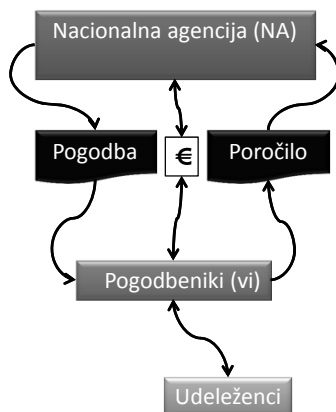 Nacionalna agencija (NA)
Pogodba
€
Poročilo
Pogodbeniki (vi)
Udeleženci